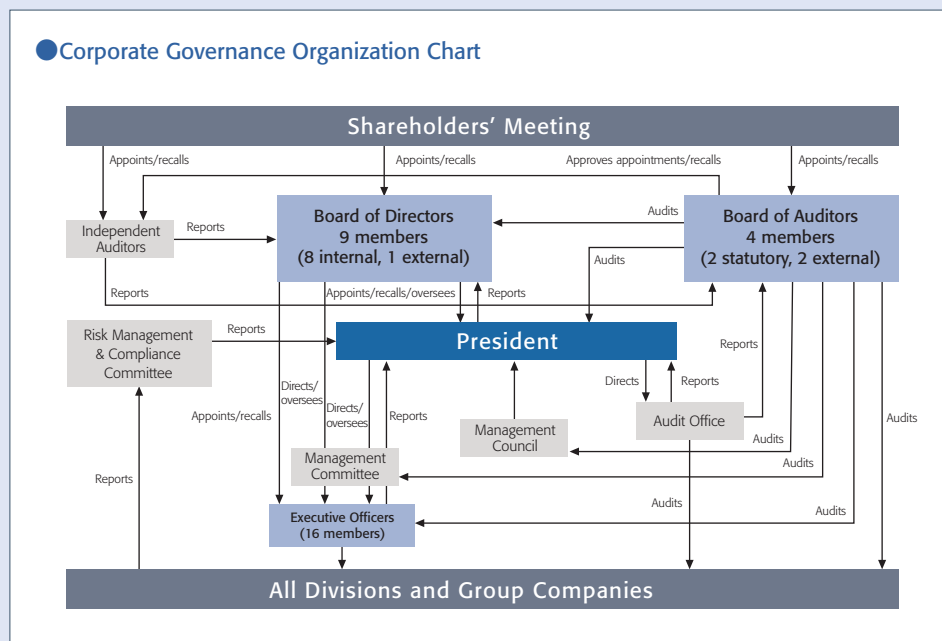 Corporate Governance Organization Chart
Shareholders' Meeting
Appoints/recalls
Appoints/recalls
Approves appointments/recalls
Appoints/recalls
Independent
Auditors
Reports
Board of Directors
9 members
(8 internal, 1 external)
Audits
Audits
Board of Auditors
4 members
(2 statutory, 2 external)
Reports
Appoints/recalls/oversees
Reports
Risk Management
& Compliance
Committee
Reports
President
Reports
Appoints/recalls
Directs/
oversees
Directs/
oversees
Reports
Directs
Reports
Management
Council
Audit Office
Audits
Audits
Reports
Management
Committee
Audits
Audits
Audits
Executive Officers
(16 members)
All Divisions and Group Companies